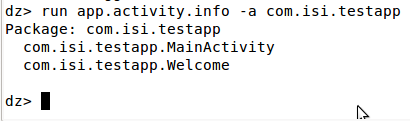 dz> run app.activity.info -a com.isi.testapp
Package: com.isi.testapp
  com.isi.testapp.MainActivity
  com.isi.testapp.Welcome
dz>